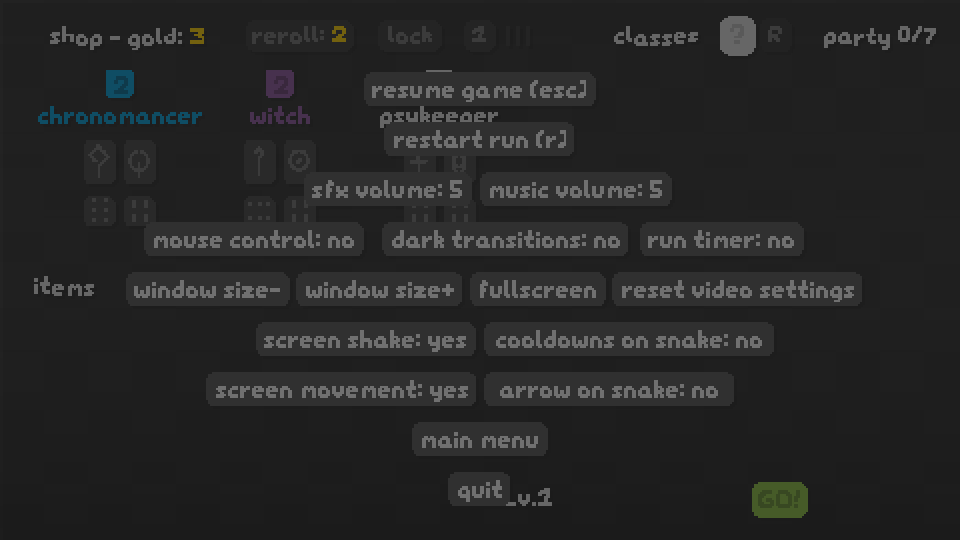 shop - gold: 3 reroll: 2 lock 1 classes ? R party 0/7
2 2
resume game (esc)
chronomancer witch psykeeper
restart run (r)
sfx volume: 5 music volume: 5
mouse control: no dark transitions: no run timer: no
items window size- window size+ fullscreen reset video settings
screen shake: yes cooldowns on snake: no
screen movement: yes arrow on snake: no
main menu
quit v.1 GO!